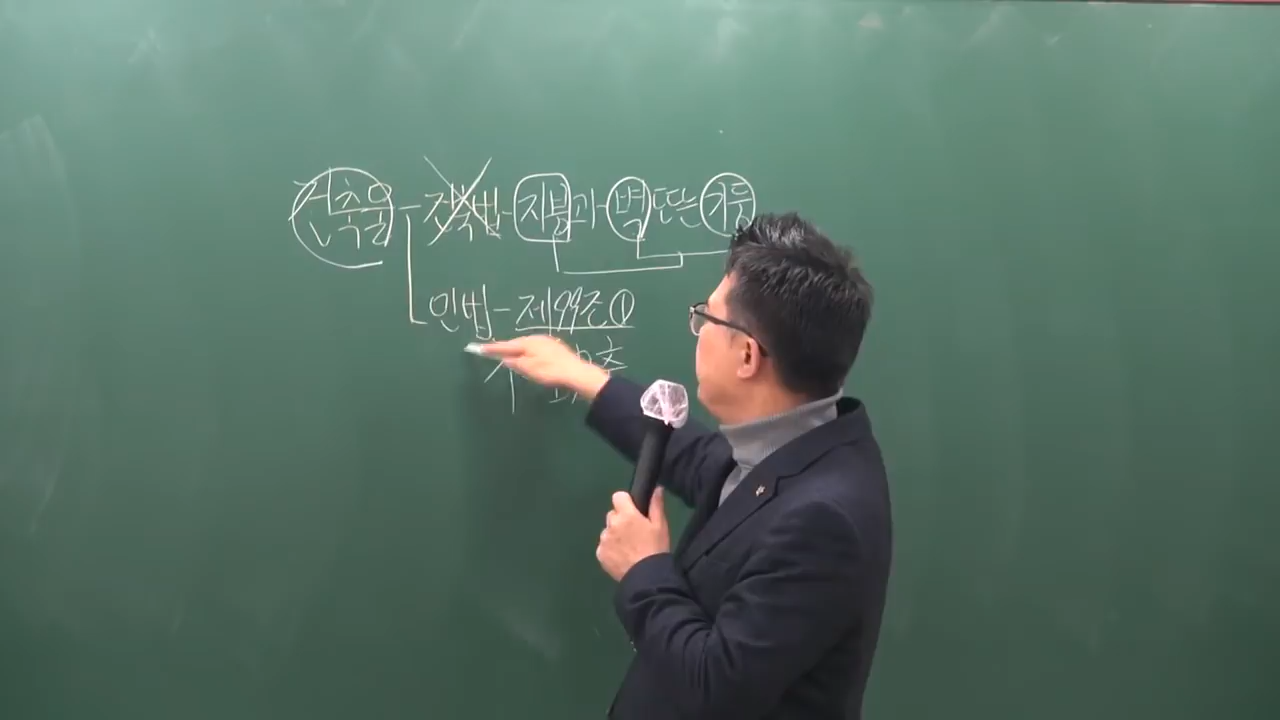 건축물 - 건축법 - 지붕과 - 벽 또는 기둥
민법 - 제99조①